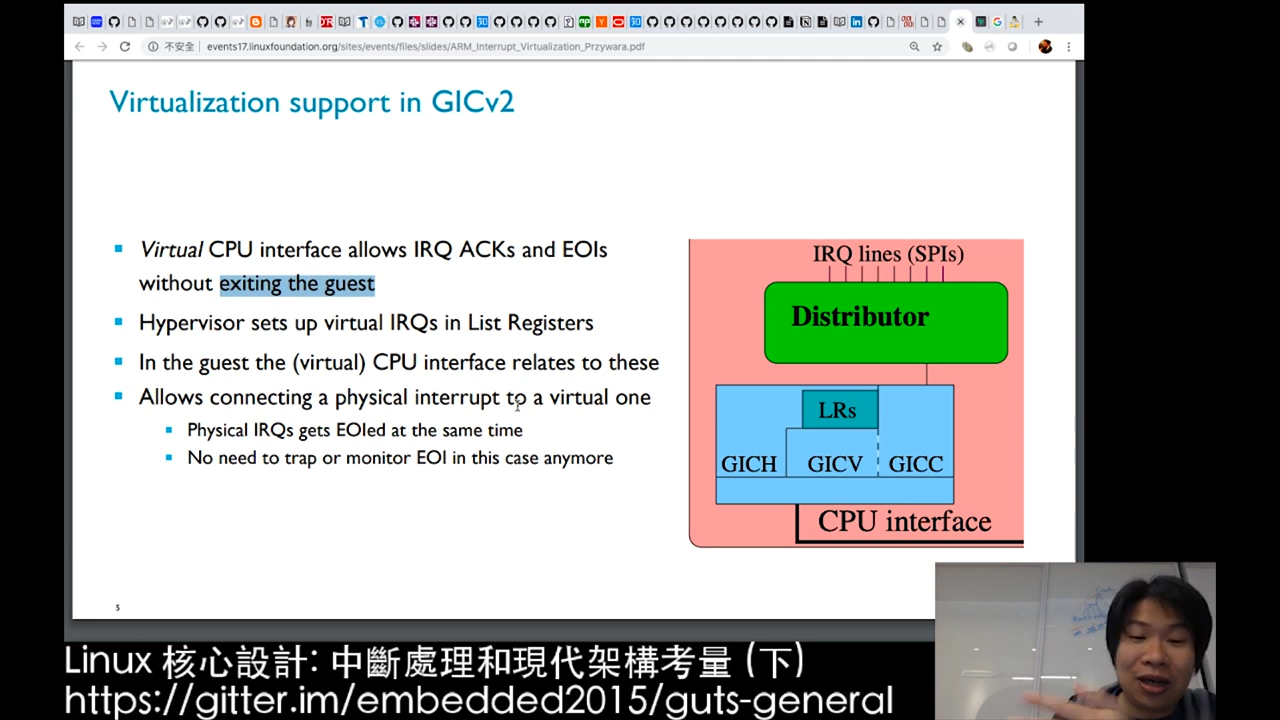 不安全
events17.linuxfoundation.org/sites/events/files/slides/ARM_Interrupt_Virtualization_Przywara.pdf
Virtualization support in GICv2
Virtual CPU interface allows IRQ ACKs and EOIs
without exiting the guest
Hypervisor sets up virtual IRQs in List Registers
In the guest the (virtual) CPU interface relates to these
Allows connecting a physical interrupt to a virtual one
Physical IRQs gets EOIed at the same time
No need to trap or monitor EOI in this case anymore
IRQ lines (SPIs)
Distributor
LRs
GICH
GICV
GICC
CPU interface
5
Linux 核心設計: 中斷處理和現代架構考量 (下)
https://gitter.im/embedded2015/guts-general